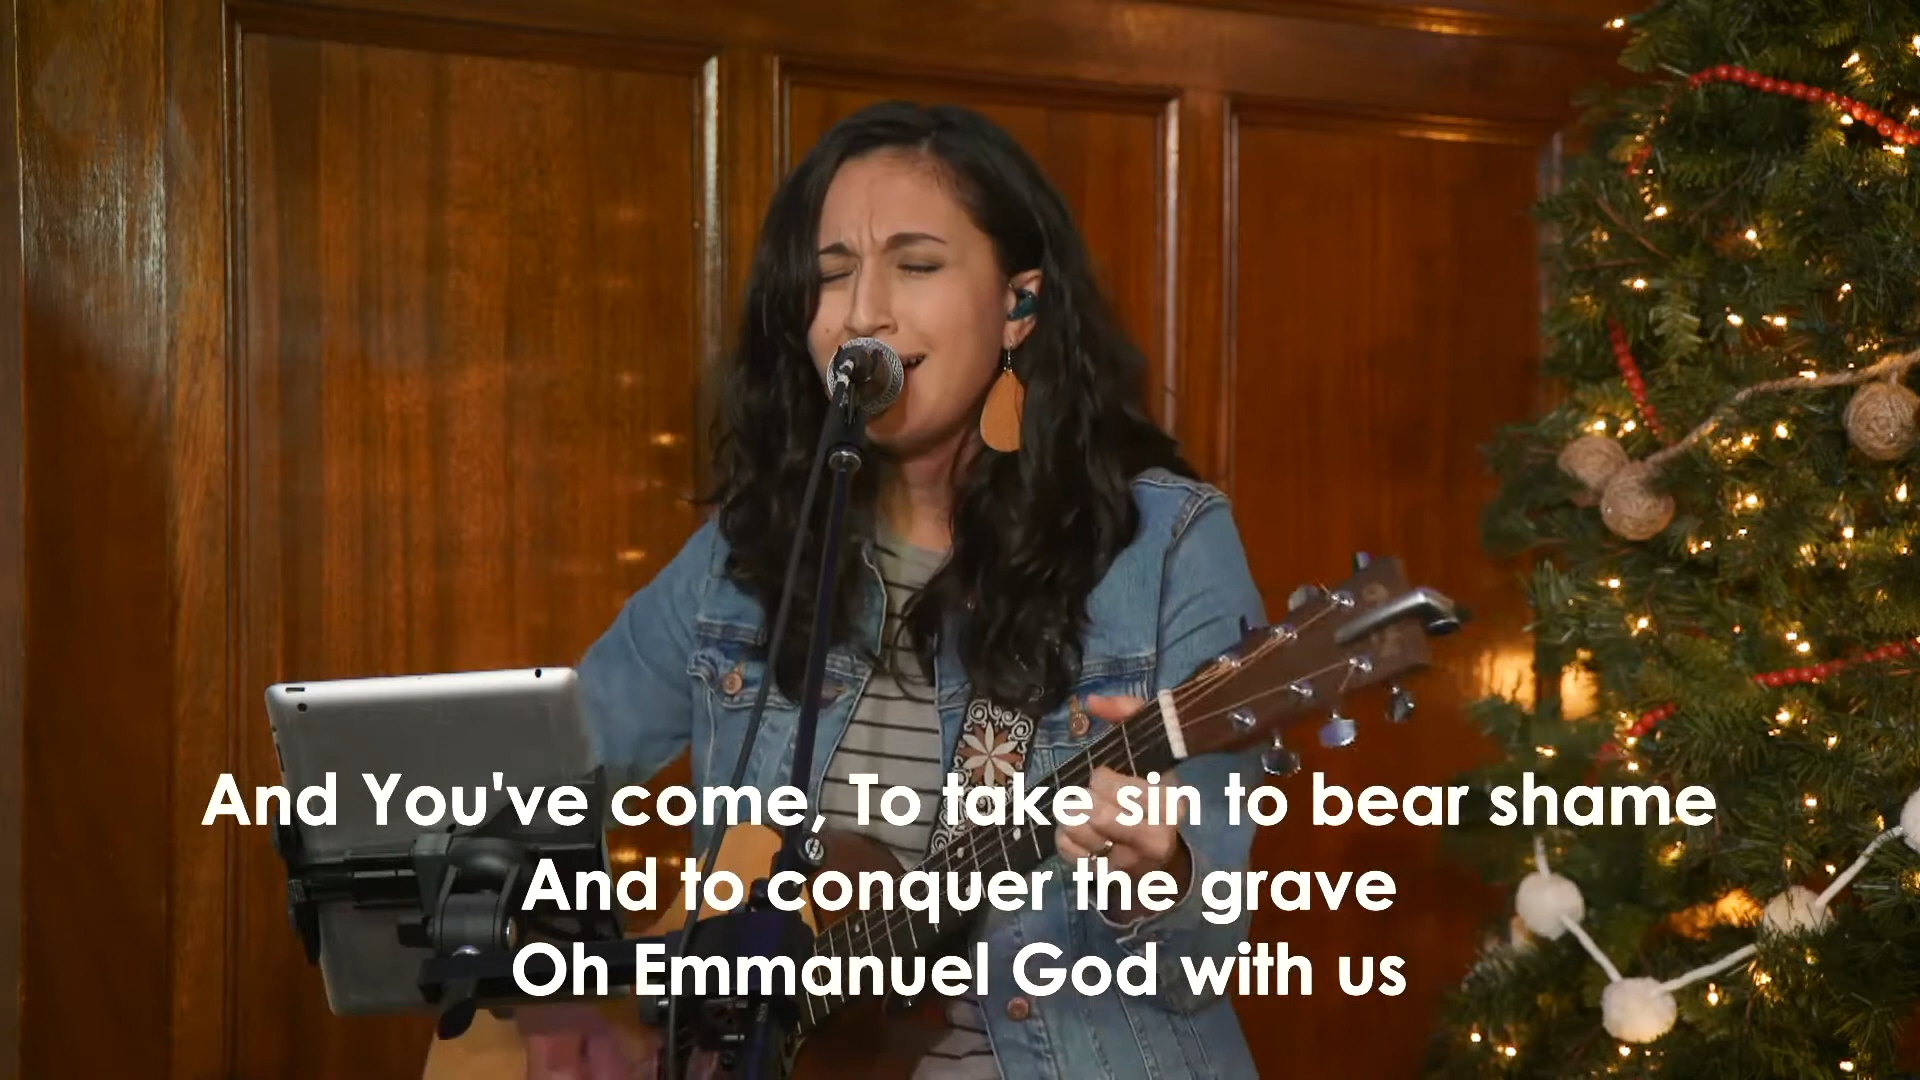 And You've come, To take sin to bear shame
And to conquer the grave
Oh Emmanuel God with us